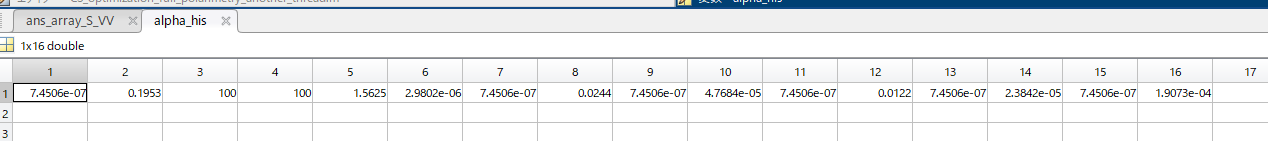 ans_array_S_VV alpha_his
1x16 double
1 2 3 4 5 6 7 8 9 10 11 12 13 14 15 16 17
1 7.4506e-07 0.1953 100 100 1.5625 2.9802e-06 7.4506e-07 0.0244 7.4506e-07 4.7684e-05 7.4506e-07 0.0122 7.4506e-07 2.3842e-05 7.4506e-07 1.9073e-04
2
3